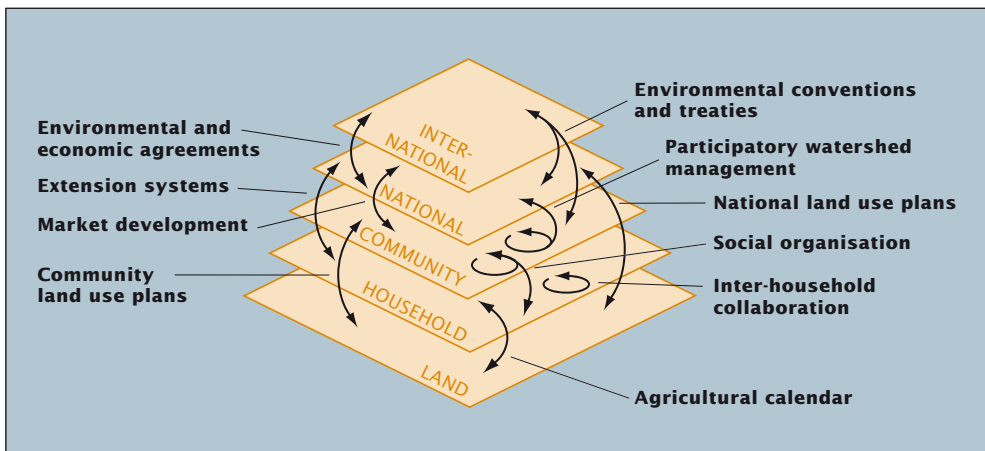 Environmental and
economic agreements
Extension systems
Market development
Community
land use plans
INTER-
NATIONAL
NATIONAL
COMMUNITY
HOUSEHOLD
LAND
Environmental conventions
and treaties
Participatory watershed
management
National land use plans
Social organisation
Inter-household
collaboration
Agricultural calendar